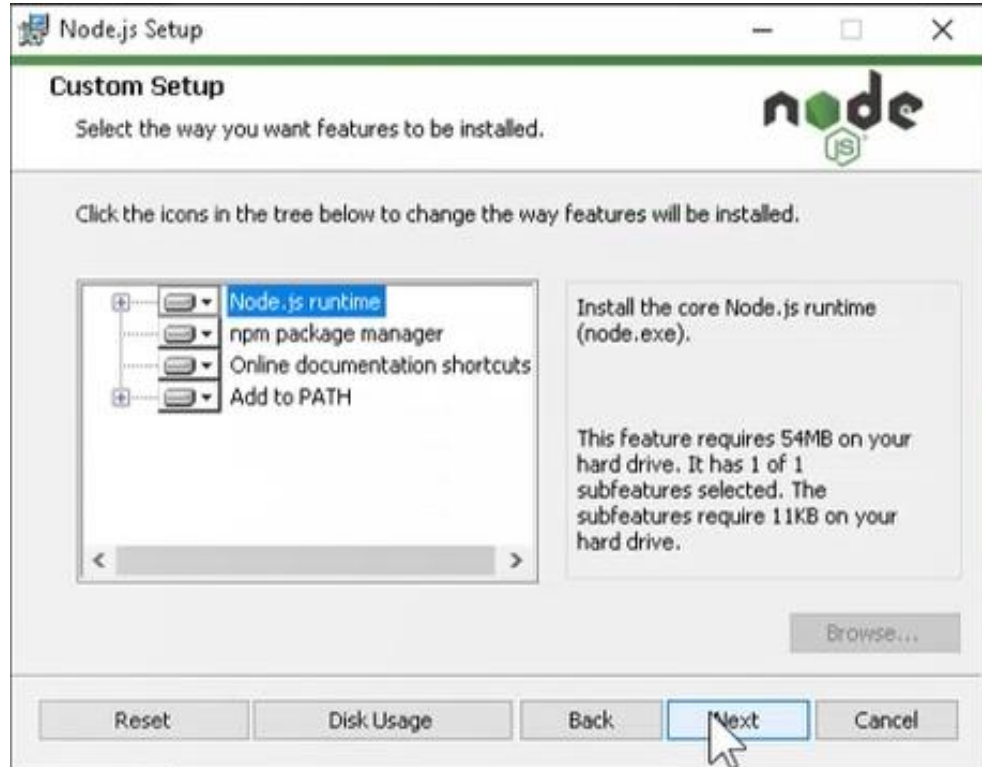 Node.js Setup
Custom Setup
Select the way you want features to be installed.
node
JS
Click the icons in the tree below to change the way features will be installed.
Node.js runtime
npm package manager
Online documentation shortcuts
Add to PATH
Install the core Node.js runtime
(node.exe).
This feature requires 54MB on your
hard drive. It has 1 of 1
subfeatures selected. The
subfeatures require 11KB on your
hard drive.
Browse...
Reset
Disk Usage
Back
Next
Cancel